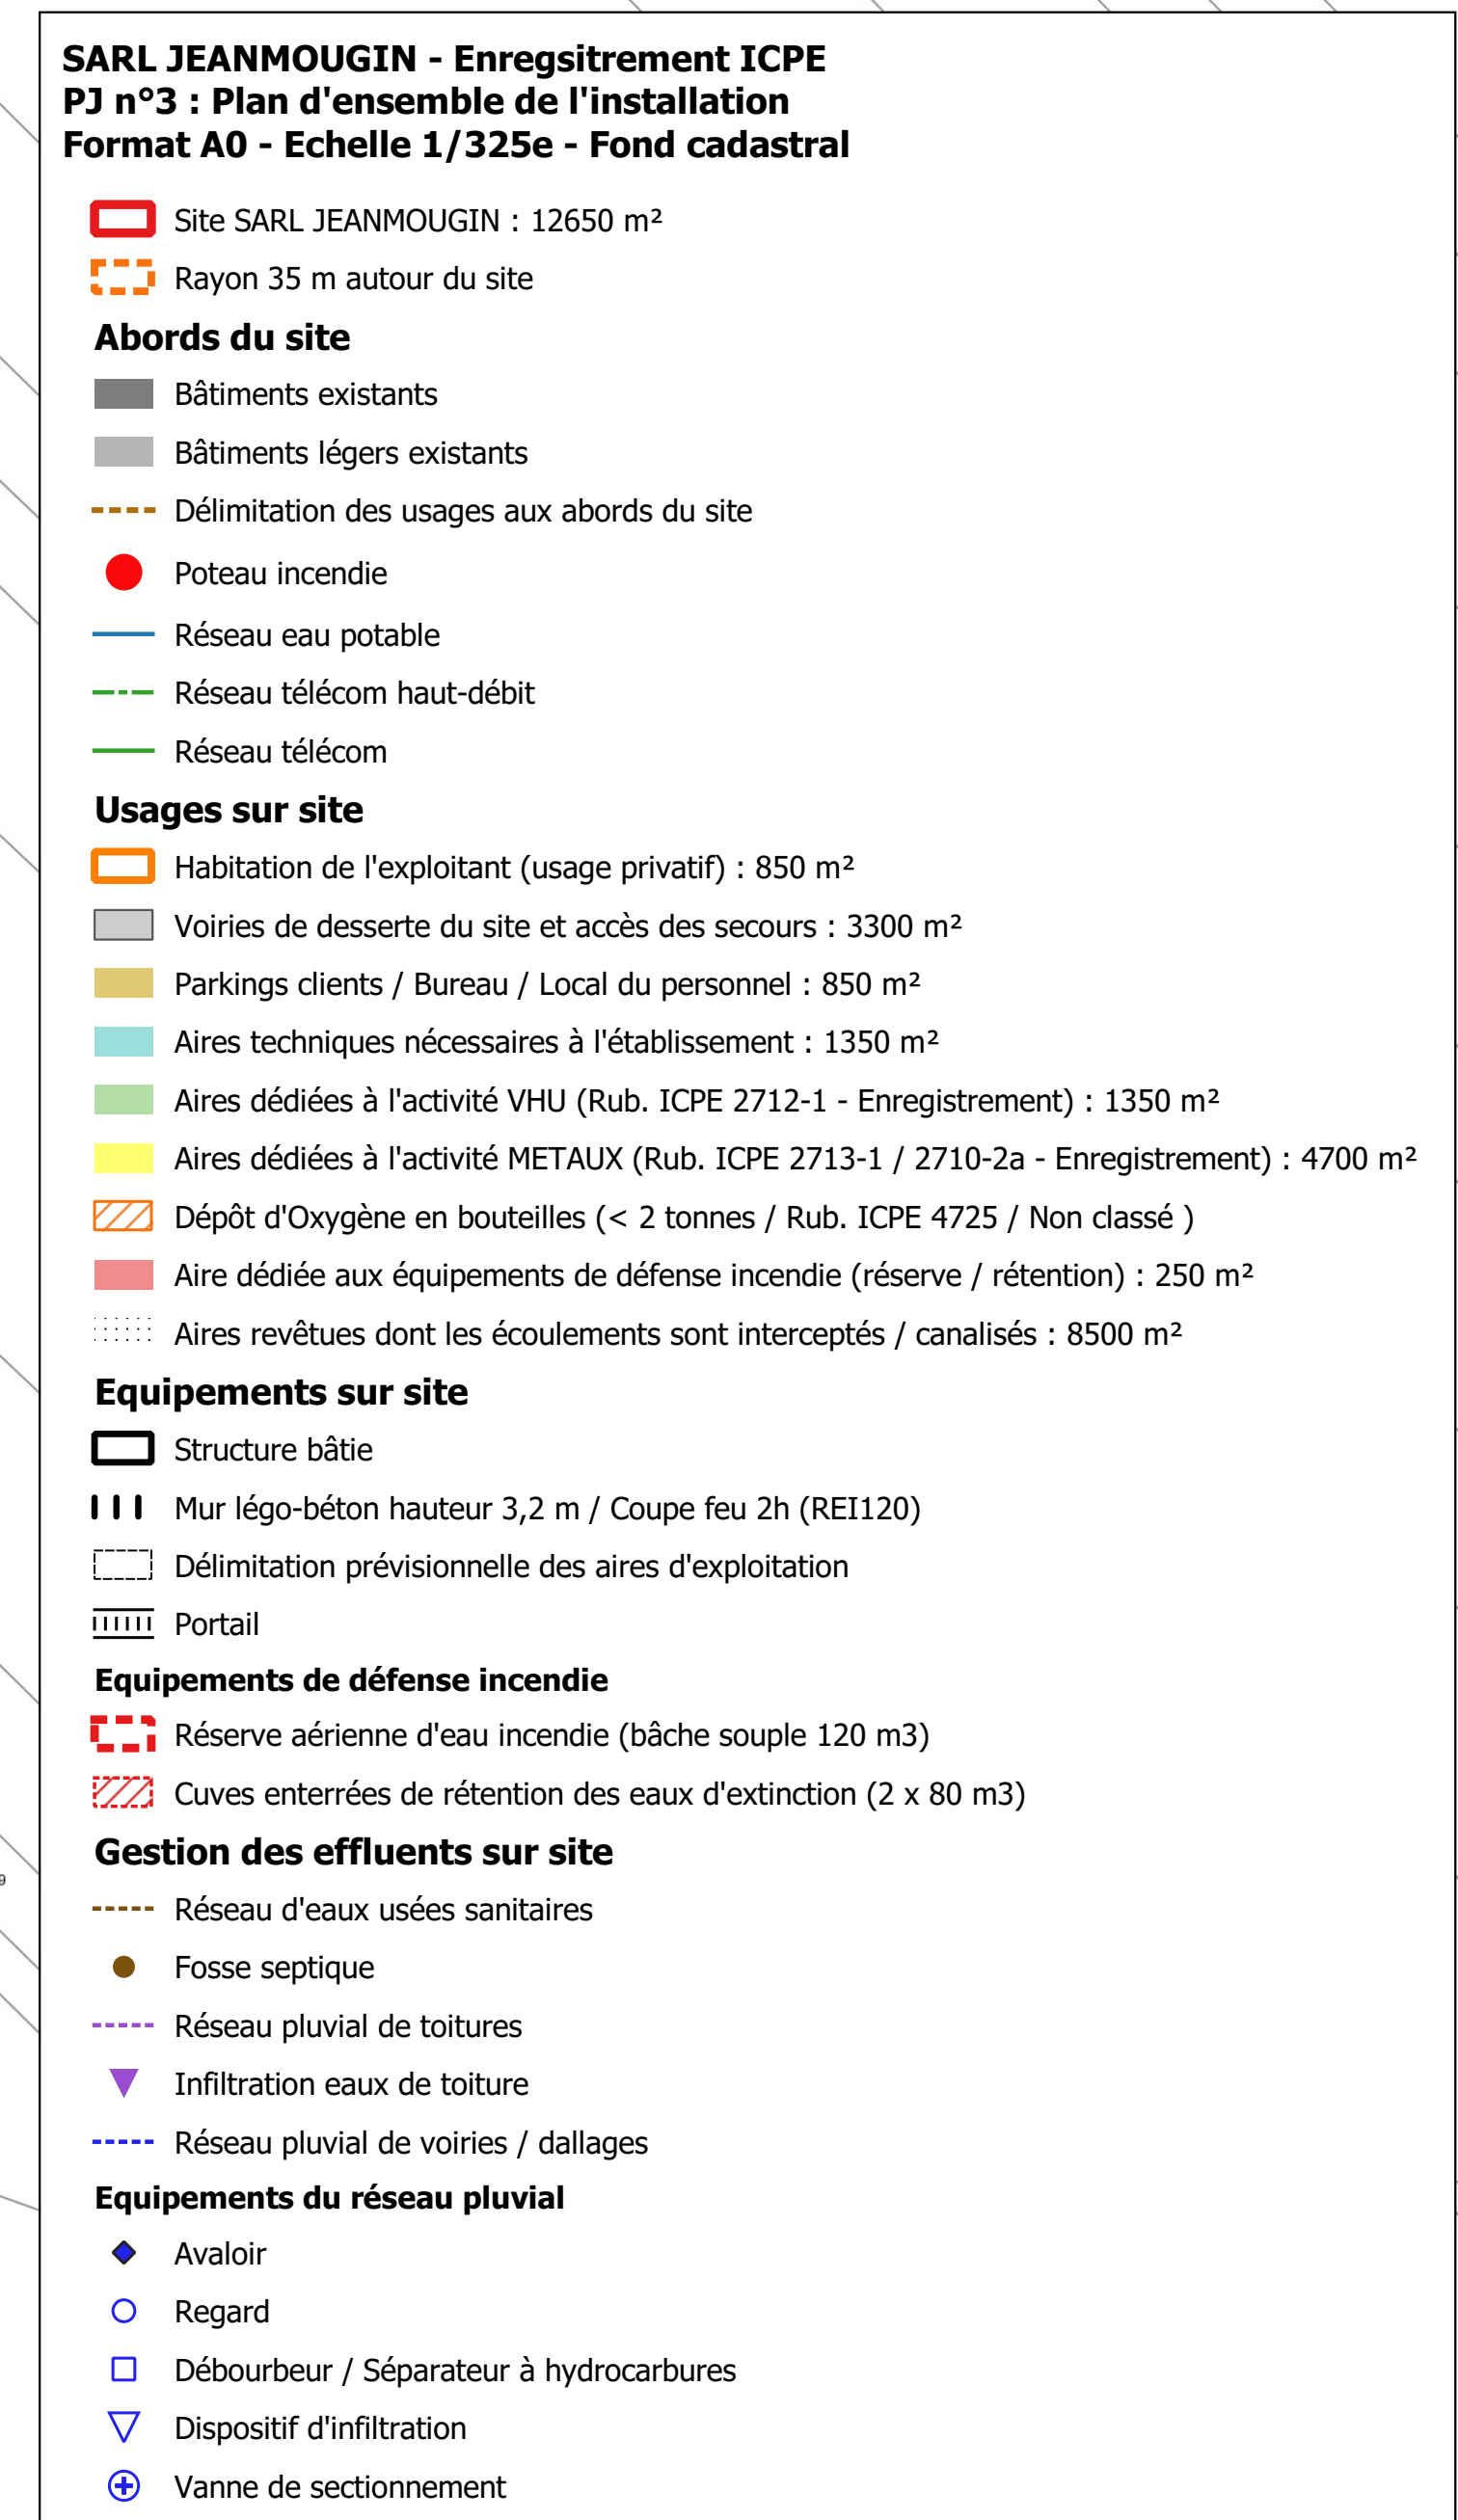 SARL JEANMOUGIN - Enregsitrement ICPE
PJ n°3 : Plan d'ensemble de l'installation
Format A0 - Echelle 1/325e - Fond cadastral
Site SARL JEANMOUGIN : 12650 m²
Rayon 35 m autour du site
Abords du site
Bâtiments existants
Bâtiments légers existants
Délimitation des usages aux abords du site
Poteau incendie
Réseau eau potable
Réseau télécom haut-débit
Réseau télécom
Usages sur site
Habitation de l'exploitant (usage privatif) : 850 m²
Voiries de desserte du site et accès des secours : 3300 m²
Parkings clients / Bureau / Local du personnel : 850 m²
Aires techniques nécessaires à l'établissement : 1350 m²
Aires dédiées à l'activité VHU (Rub. ICPE 2712-1 - Enregistrement) : 1350 m²
Aires dédiées à l'activité METAUX (Rub. ICPE 2713-1 / 2710-2a - Enregistrement) : 4700 m²
Dépôt d'Oxygène en bouteilles (< 2 tonnes / Rub. ICPE 4725 / Non classé )
Aire dédiée aux équipements de défense incendie (réserve / rétention) : 250 m²
Aires revêtues dont les écoulements sont interceptés / canalisés : 8500 m²
Equipements sur site
Structure bâtie
Mur légo-béton hauteur 3,2 m / Coupe feu 2h (REI120)
Délimitation prévisionnelle des aires d'exploitation
Portail
Equipements de défense incendie
Réserve aérienne d'eau incendie (bâche souple 120 m3)
Cuves enterrées de rétention des eaux d'extinction (2 x 80 m3)
Gestion des effluents sur site
9
Réseau d'eaux usées sanitaires
Fosse septique
Réseau pluvial de toitures
Infiltration eaux de toiture
Réseau pluvial de voiries / dallages
Equipements du réseau pluvial
Avaloir
Regard
Débourbeur / Séparateur à hydrocarbures
Dispositif d'infiltration
Vanne de sectionnement